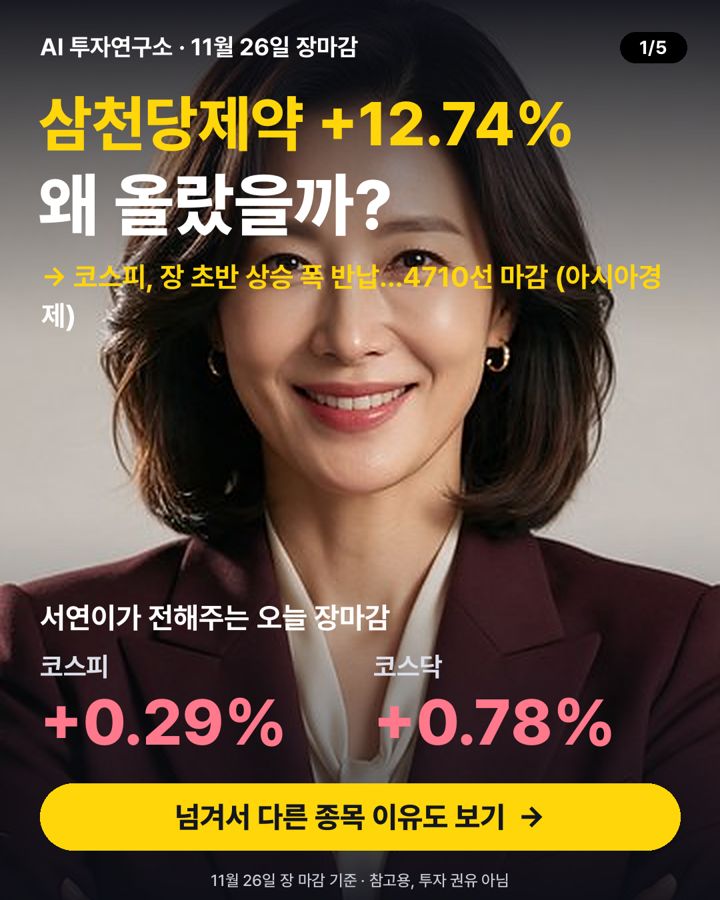 AI 투자연구소 · 11월 26일 장마감
1/5
삼천당제약 +12.74%
왜 올랐을까?
→ 코스피, 장 초반 상승 폭 반납...4710선 마감 (아시아경
제)
서연이가 전해주는 오늘 장마감
코스피 코스닥
+0.29% +0.78%
넘겨서 다른 종목 이유도 보기 →
11월 26일 장 마감 기준 · 참고용, 투자 권유 아님